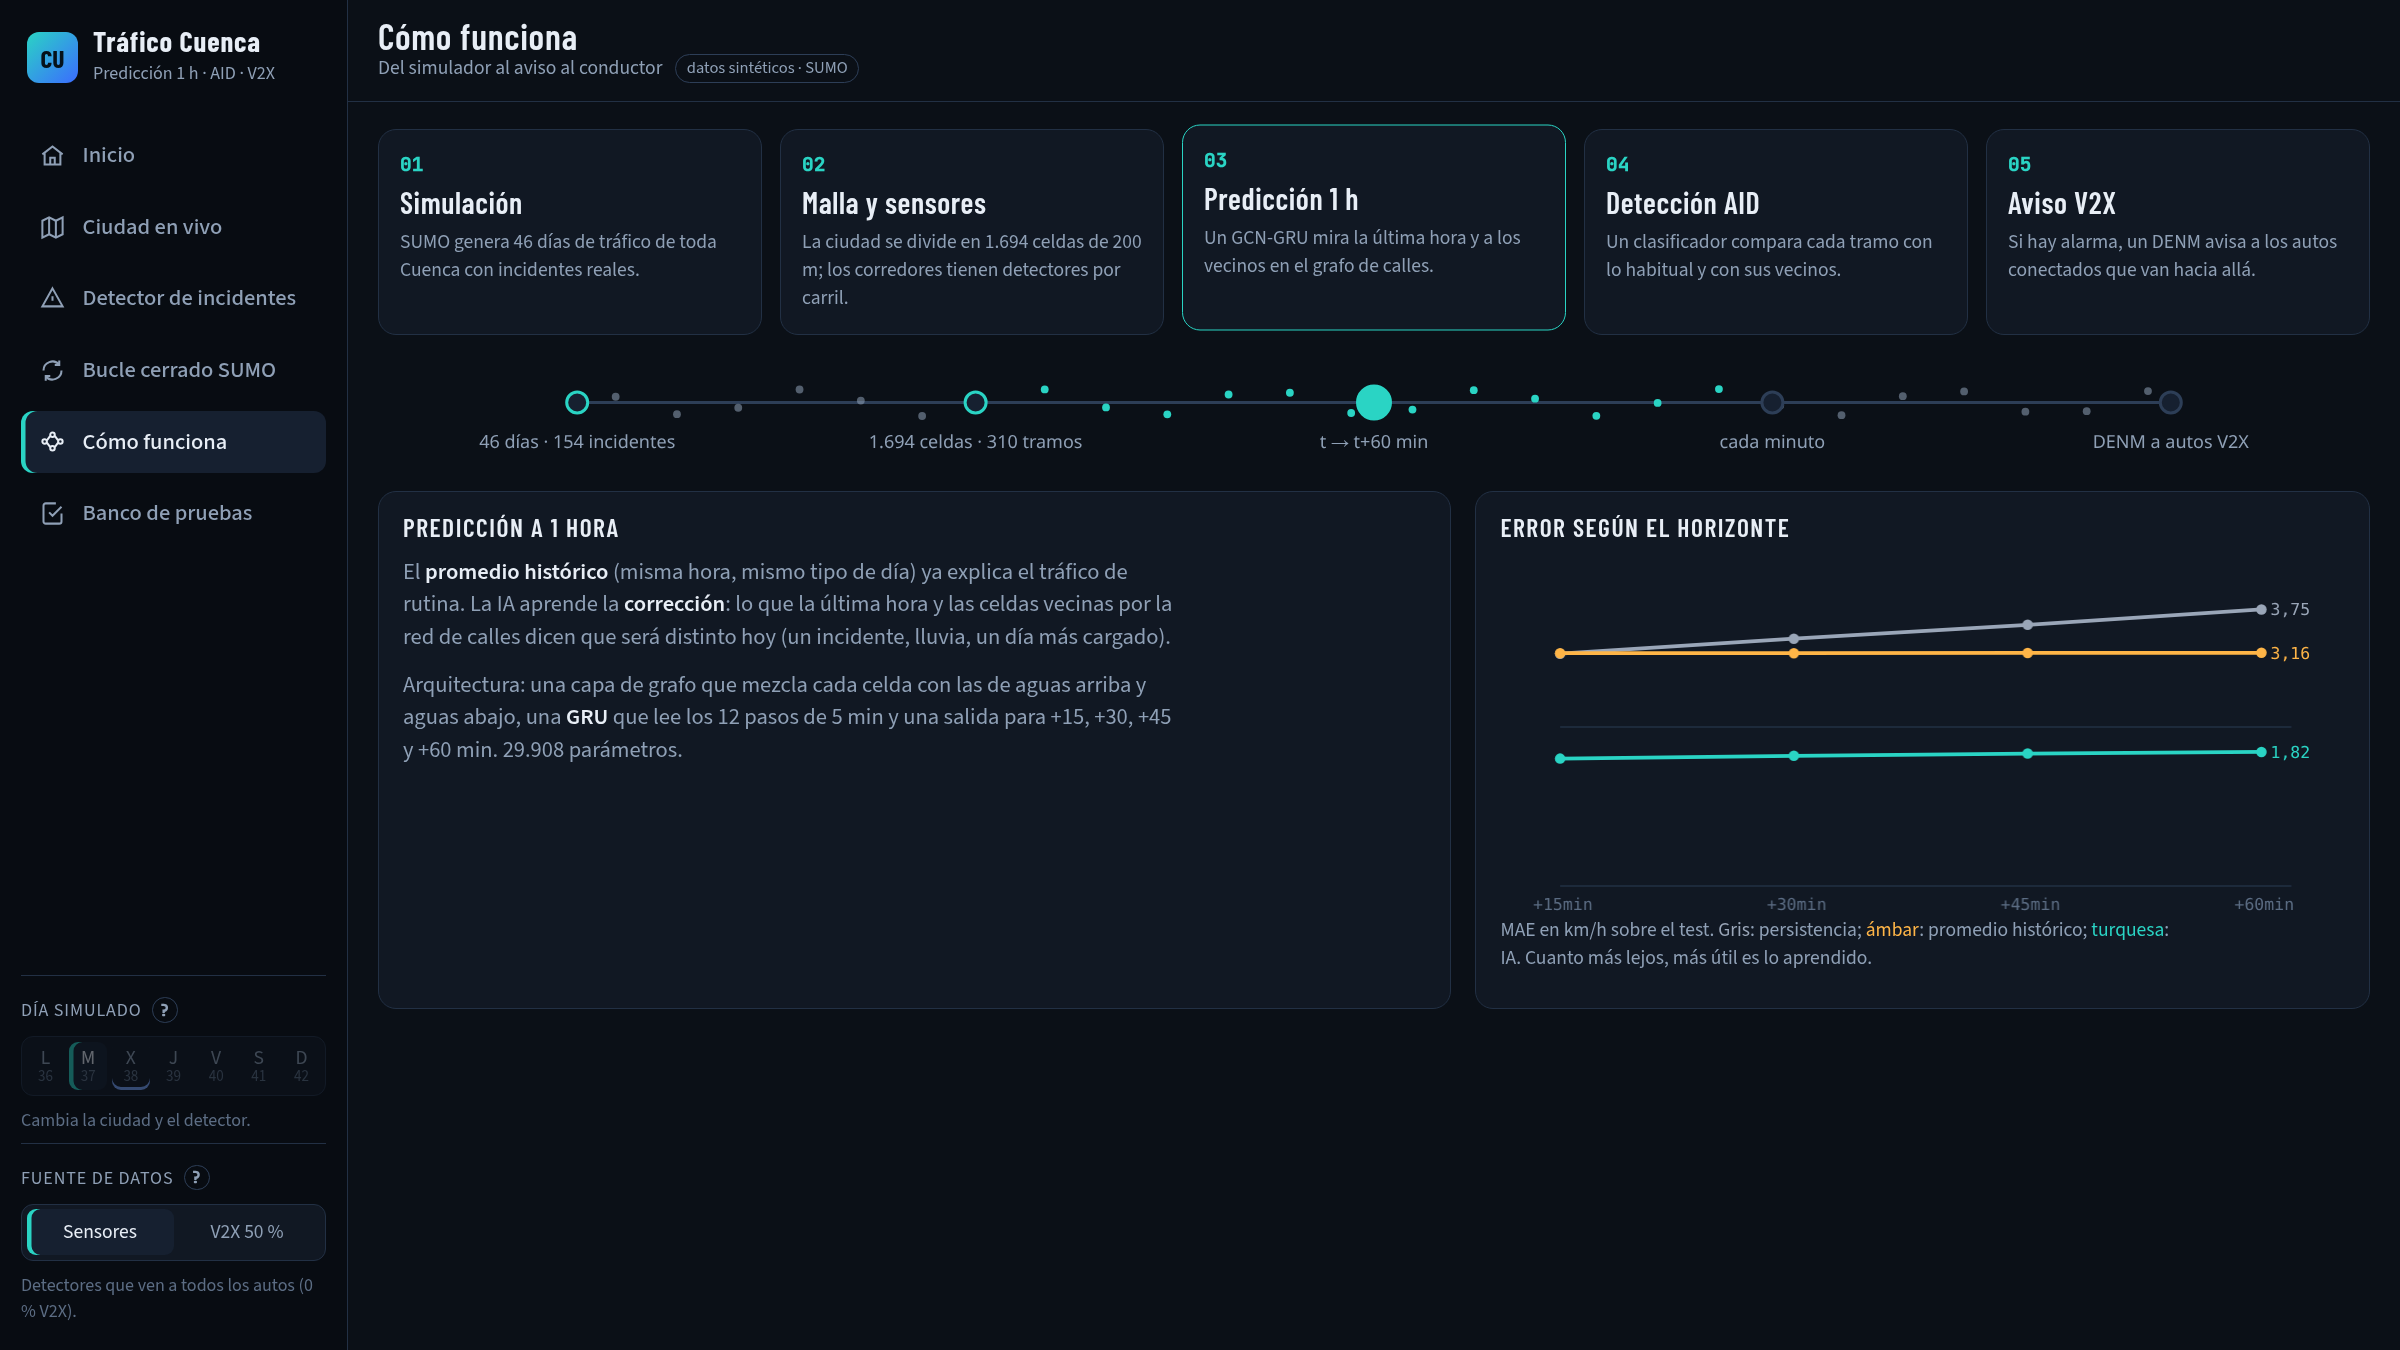 CU
Tráfico Cuenca
Predicción 1 h · AID · V2X
Inicio
Ciudad en vivo
Detector de incidentes
Bucle cerrado SUMO
Cómo funciona
Banco de pruebas
DÍA SIMULADO ?
L M X J V S D
36 37 38 39 40 41 42
Cambia la ciudad y el detector.
FUENTE DE DATOS ?
Sensores V2X 50 %
Detectores que ven a todos los autos (0
% V2X).
Cómo funciona
Del simulador al aviso al conductor datos sintéticos · SUMO
01
Simulación
SUMO genera 46 días de tráfico de toda
Cuenca con incidentes reales.
02
Malla y sensores
La ciudad se divide en 1.694 celdas de 200
m; los corredores tienen detectores por
carril.
03
Predicción 1 h
Un GCN-GRU mira la última hora y a los
vecinos en el grafo de calles.
04
Detección AID
Un clasificador compara cada tramo con
lo habitual y con sus vecinos.
05
Aviso V2X
Si hay alarma, un DENM avisa a los autos
conectados que van hacia allá.
46 días · 154 incidentes
1.694 celdas · 310 tramos
t → t+60 min
cada minuto
DENM a autos V2X
PREDICCIÓN A 1 HORA
El promedio histórico (misma hora, mismo tipo de día) ya explica el tráfico de
rutina. La IA aprende la corrección: lo que la última hora y las celdas vecinas por la
red de calles dicen que será distinto hoy (un incidente, lluvia, un día más cargado).
Arquitectura: una capa de grafo que mezcla cada celda con las de aguas arriba y
aguas abajo, una GRU que lee los 12 pasos de 5 min y una salida para +15, +30, +45
y +60 min. 29.908 parámetros.
ERROR SEGÚN EL HORIZONTE
3,75
3,16
1,82
+15min +30min +45min +60min
MAE en km/h sobre el test. Gris: persistencia; ámbar: promedio histórico; turquesa:
IA. Cuanto más lejos, más útil es lo aprendido.